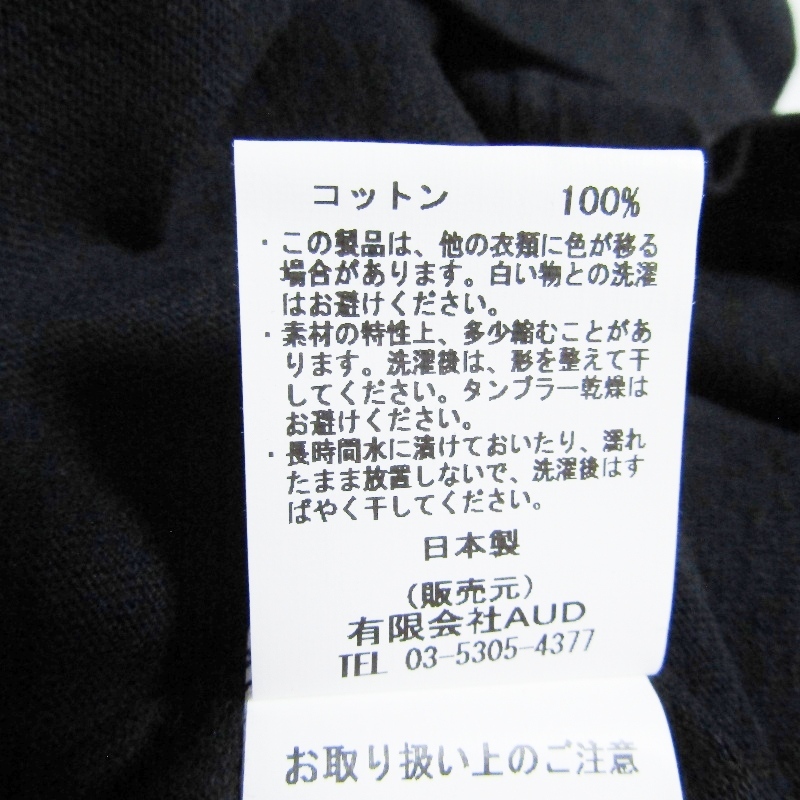 コットン 100%
・この製品は、他の衣類に色が移る
場合があります。白い物との洗濯
はお避けください。
・素材の特性上、多少縮むことがあ
ります。洗濯後は、形を整えて干
してください。タンブラー乾燥は
お避けください。
・長時間水に漬けておいたり、濡れ
たまま放置しないで、洗濯後はす
ばやく干してください。
日本製
(販売元)
有限会社AUD
TEL 03-5305-4377
お取り扱い上のご注意